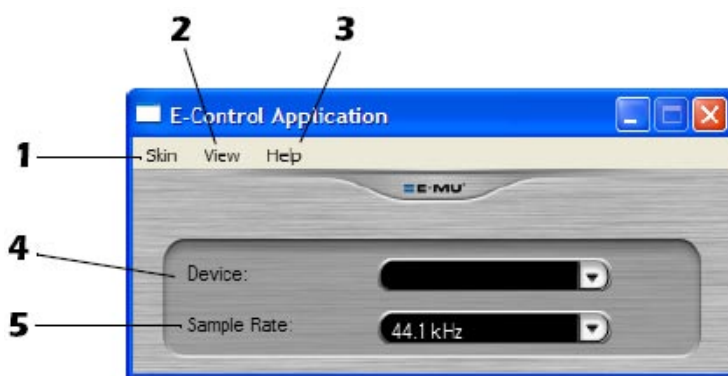 2 3
E-Control Application
1 Skin View Help
E-MU
4 Device:
5 Sample Rate: 44.1 kHz